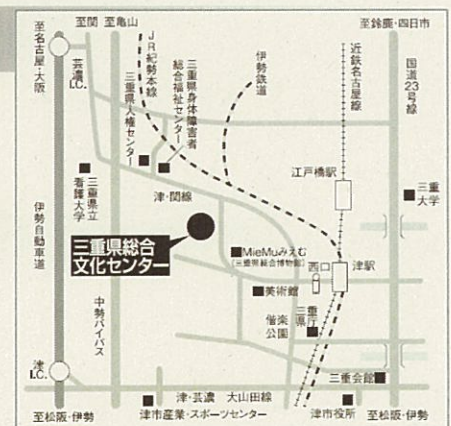 至関 至亀山
至鈴鹿・四日市
至名古屋・大阪
芸濃I.C.
JR紀勢本線
三重県人権センター
三重県身体障害者
総合福祉センター
伊勢鉄道
近鉄名古屋線
国道23号線
江戸橋駅
三重大学
三重県立
看護大学
津・関線
伊勢自動車道
三重県総合
文化センター
MieMuみえむ
(三重県総合博物館)
西口
津駅
美術館
中勢バイパス
偕楽公園
三重県庁
津I.C.
三重会館
津・芸濃 大山田線
至松阪・伊勢
津市産業・スポーツセンター
津市役所
至松阪・伊勢